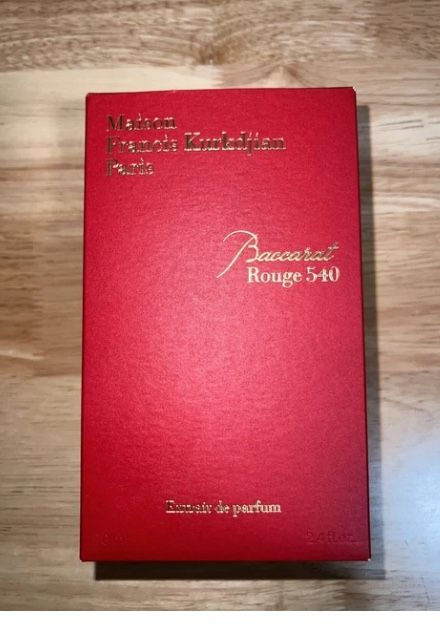 Maison
Francis Kurkdjian
Paris
Baccarat
Rouge 540
Extrait de parfum
2.4 fl.oz.